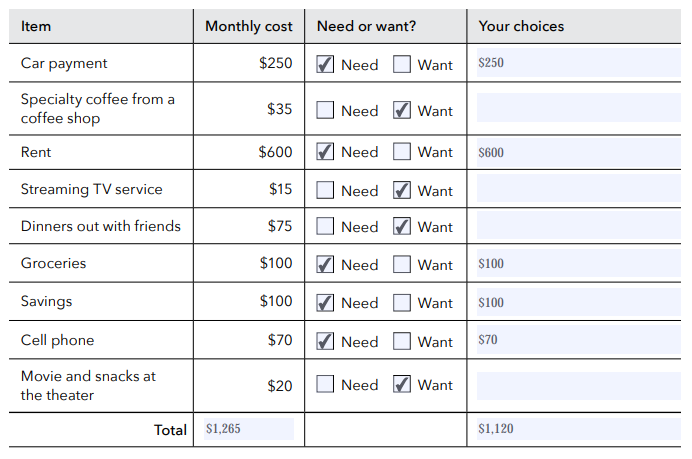 Item Monthly cost Need or want? Your choices
Car payment $250 Need Want $250
Specialty coffee from a
coffee shop $35 Need Want
Rent $600 Need Want $600
Streaming TV service $15 Need Want
Dinners out with friends $75 Need Want
Groceries $100 Need Want $100
Savings $100 Need Want $100
Cell phone $70 Need Want $70
Movie and snacks at
the theater $20 Need Want
Total $1,265 $1,120